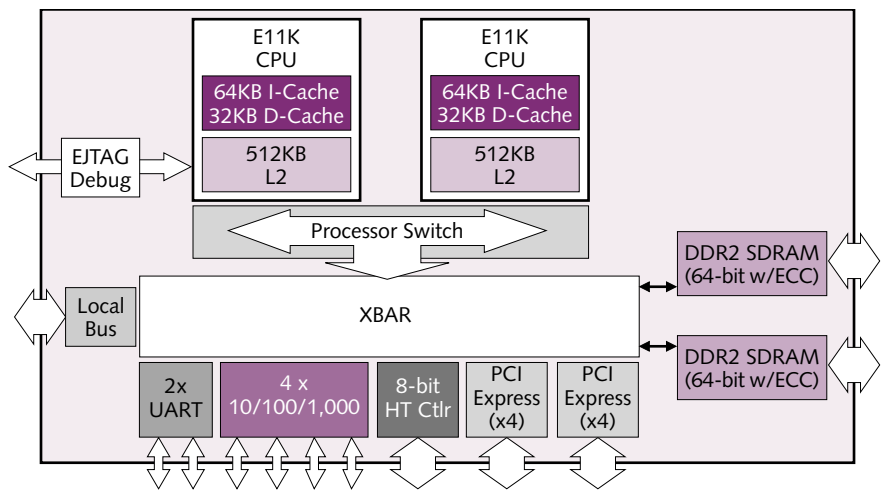 E11K
CPU
64KB I-Cache
32KB D-Cache
512KB
L2
E11K
CPU
64KB I-Cache
32KB D-Cache
512KB
L2
EJTAG
Debug
Processor Switch
DDR2 SDRAM
(64-bit w/ECC)
Local
Bus
XBAR
DDR2 SDRAM
(64-bit w/ECC)
2x
UART
4 x
10/100/1,000
8-bit
HT Ctlr
PCI
Express
(x4)
PCI
Express
(x4)